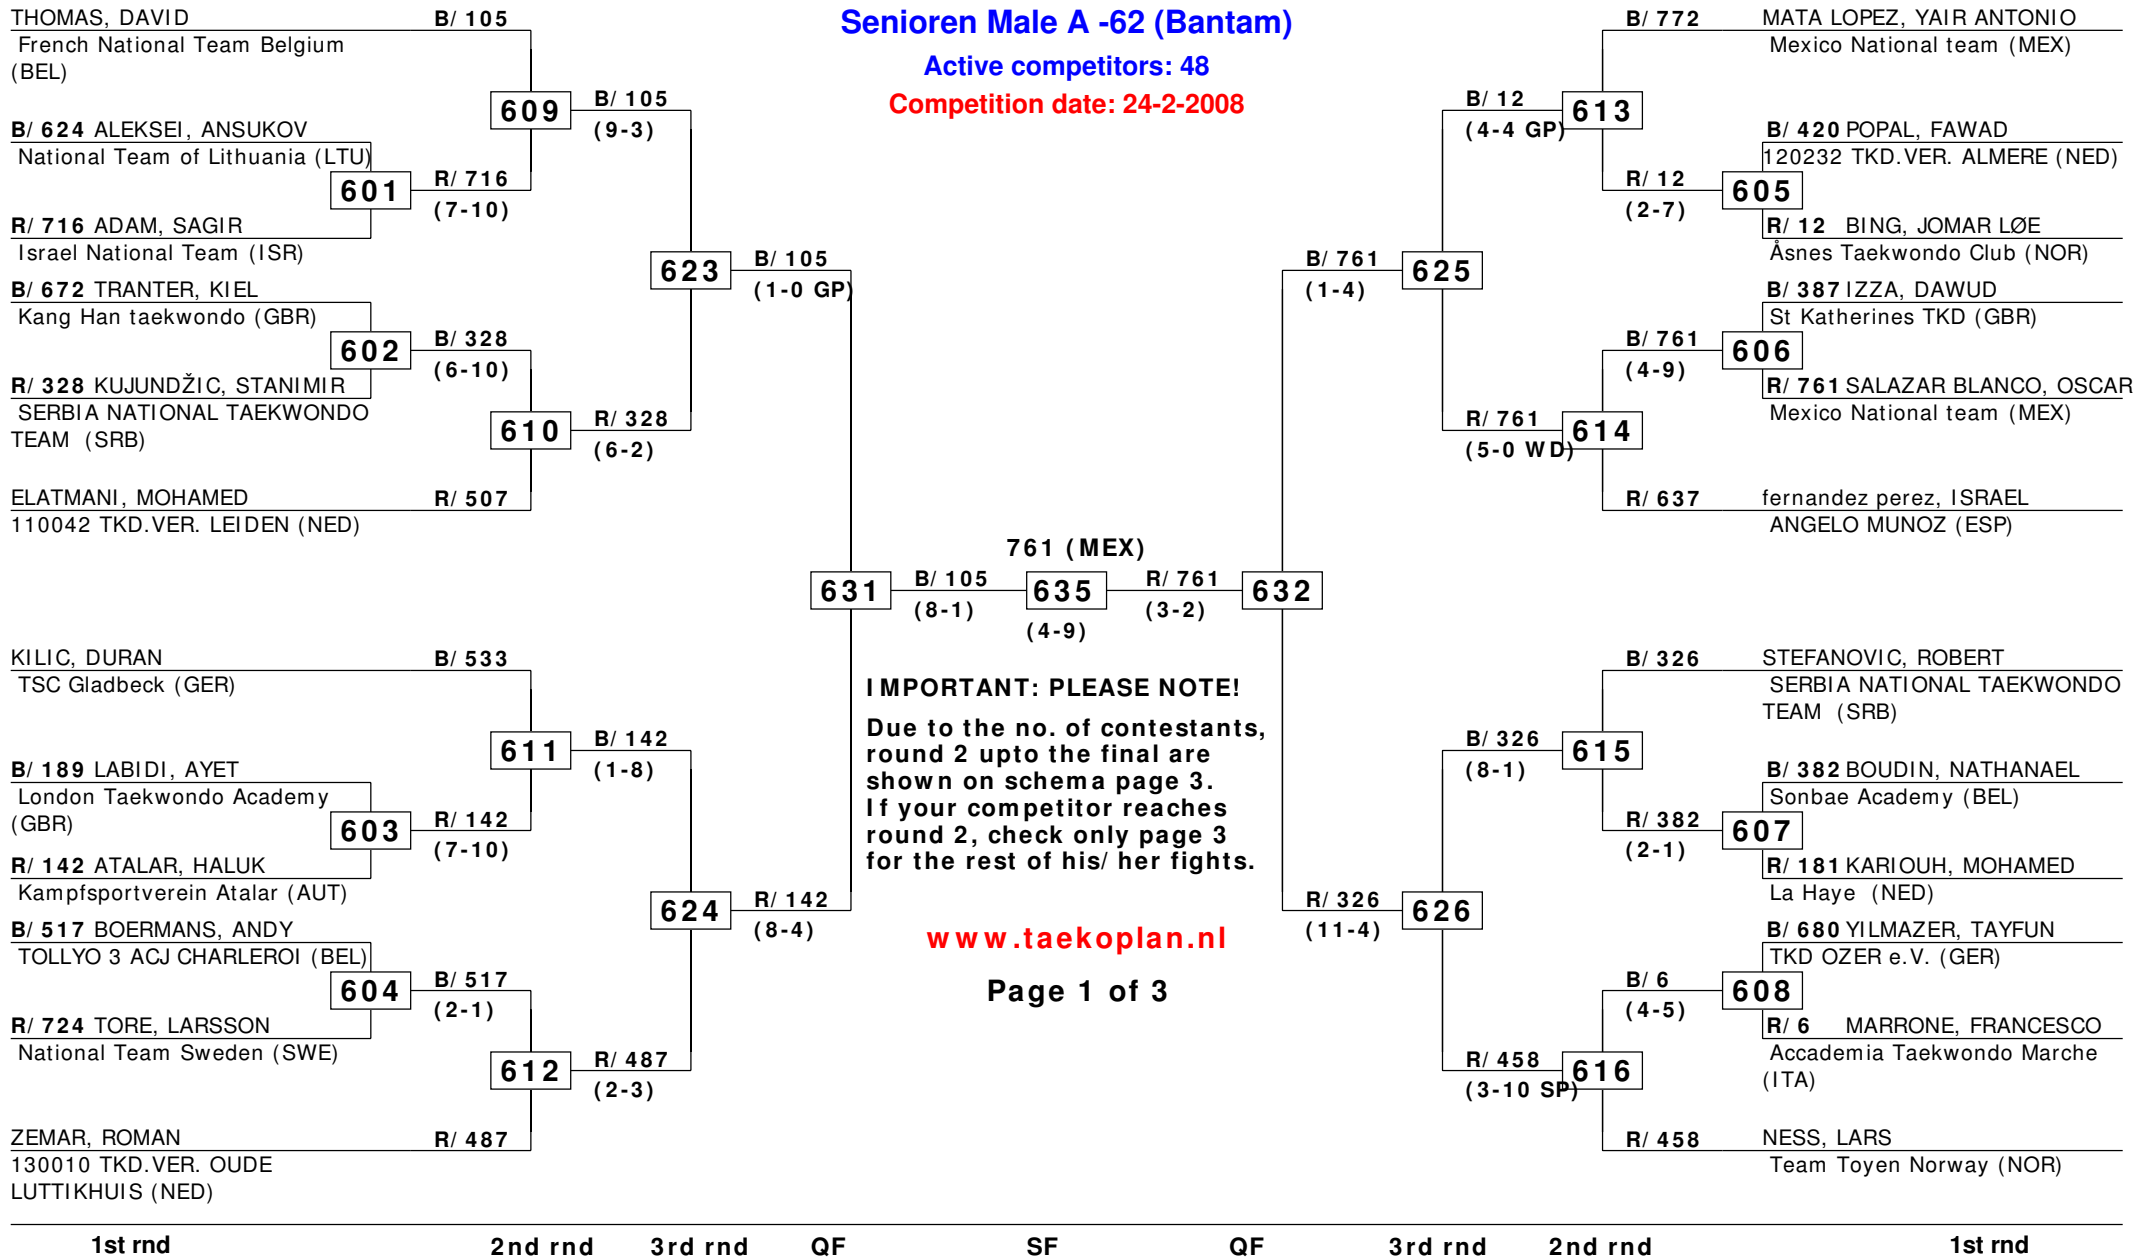 Senioren Male A -62 (Bantam)
Active competitors: 48
Competition date: 24-2-2008
THOMAS, DAVID
B/ 105
French National Team Belgium
(BEL)
609
B/ 105
(9-3)
B/ 624 ALEKSEI, ANSUKOV
National Team of Lithuania (LTU)
601
R/ 716
(7-10)
R/ 716 ADAM, SAGIR
Israel National Team (ISR)
623
B/ 105
(1-0 GP)
B/ 672 TRANTER, KIEL
Kang Han taekwondo (GBR)
602
B/ 328
(6-10)
R/ 328 KUJUNDŽIC, STANIMIR
SERBIA NATIONAL TAEKWONDO
TEAM (SRB)
610
R/ 328
(6-2)
ELATMANI, MOHAMED
R/ 507
110042 TKD.VER. LEIDEN (NED)
631
B/ 105
(8-1)
761 (MEX)
635
(4-9)
R/ 761
(3-2)
632
KILIC, DURAN
B/ 533
TSC Gladbeck (GER)
611
B/ 142
(1-8)
B/ 189 LABIDI, AYET
London Taekwondo Academy
(GBR)
603
R/ 142
(7-10)
R/ 142 ATALAR, HALUK
Kampfsportverein Atalar (AUT)
624
R/ 142
(8-4)
B/ 517 BOERMANS, ANDY
TOLLYO 3 ACJ CHARLEROI (BEL)
604
B/ 517
(2-1)
R/ 724 TORE, LARSSON
National Team Sweden (SWE)
612
R/ 487
(2-3)
ZEMAR, ROMAN
R/ 487
130010 TKD.VER. OUDE
LUTTIKHUIS (NED)
IMPORTANT: PLEASE NOTE!
Due to the no. of contestants,
round 2 upto the final are
shown on schema page 3.
If your competitor reaches
round 2, check only page 3
for the rest of his/ her fights.
www.taekoplan.nl
Page 1 of 3
B/ 772
MATA LOPEZ, YAIR ANTONIO
Mexico National team (MEX)
B/ 12
(4-4 GP)
613
B/ 420 POPAL, FAWAD
120232 TKD.VER. ALMERE (NED)
R/ 12
(2-7)
605
R/ 12 BING, JOMAR LØE
Åsnes Taekwondo Club (NOR)
B/ 761
(1-4)
625
B/ 387 IZZA, DAWUD
St Katherines TKD (GBR)
B/ 761
(4-9)
606
R/ 761 SALAZAR BLANCO, OSCAR
Mexico National team (MEX)
R/ 761
(5-0 WD)
614
R/ 637
fernandez perez, ISRAEL
ANGELO MUNOZ (ESP)
B/ 326
STEFANOVIC, ROBERT
SERBIA NATIONAL TAEKWONDO
TEAM (SRB)
B/ 326
(8-1)
615
B/ 382 BOUDIN, NATHANAEL
Sonbae Academy (BEL)
R/ 382
(2-1)
607
R/ 181 KARIOUH, MOHAMED
La Haye (NED)
R/ 326
(11-4)
626
B/ 680 YILMAZER, TAYFUN
TKD OZER e.V. (GER)
B/ 6
(4-5)
608
R/ 6 MARRONE, FRANCESCO
Accademia Taekwondo Marche
(ITA)
R/ 458
(3-10 SP)
616
R/ 458
NESS, LARS
Team Toyen Norway (NOR)
1st rnd 2nd rnd 3rd rnd QF SF QF 3rd rnd 2nd rnd 1st rnd